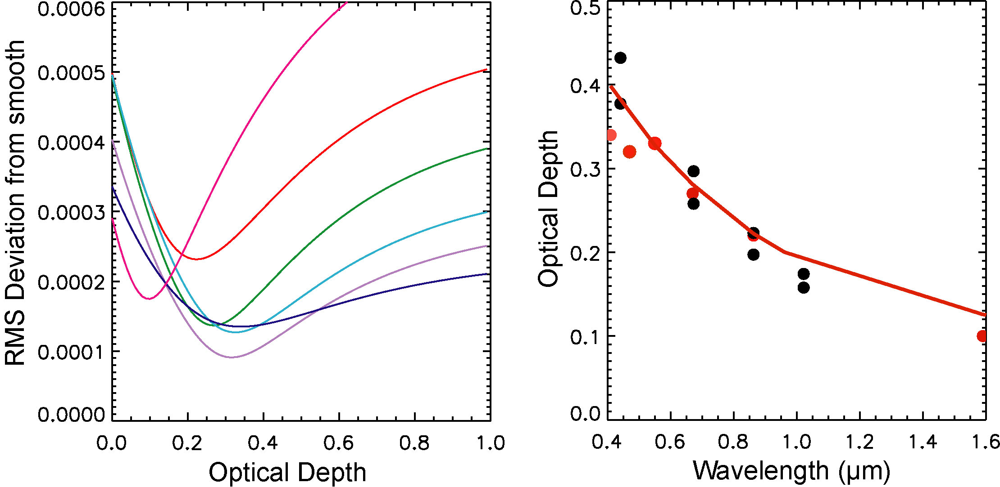 RMS Deviation from smooth
0.0006
0.0005
0.0004
0.0003
0.0002
0.0001
0.0000
0.0 0.2 0.4 0.6 0.8 1.0
Optical Depth
Optical Depth
0.5
0.4
0.3
0.2
0.1
0.0
0.4 0.6 0.8 1.0 1.2 1.4 1.6
Wavelength (µm)